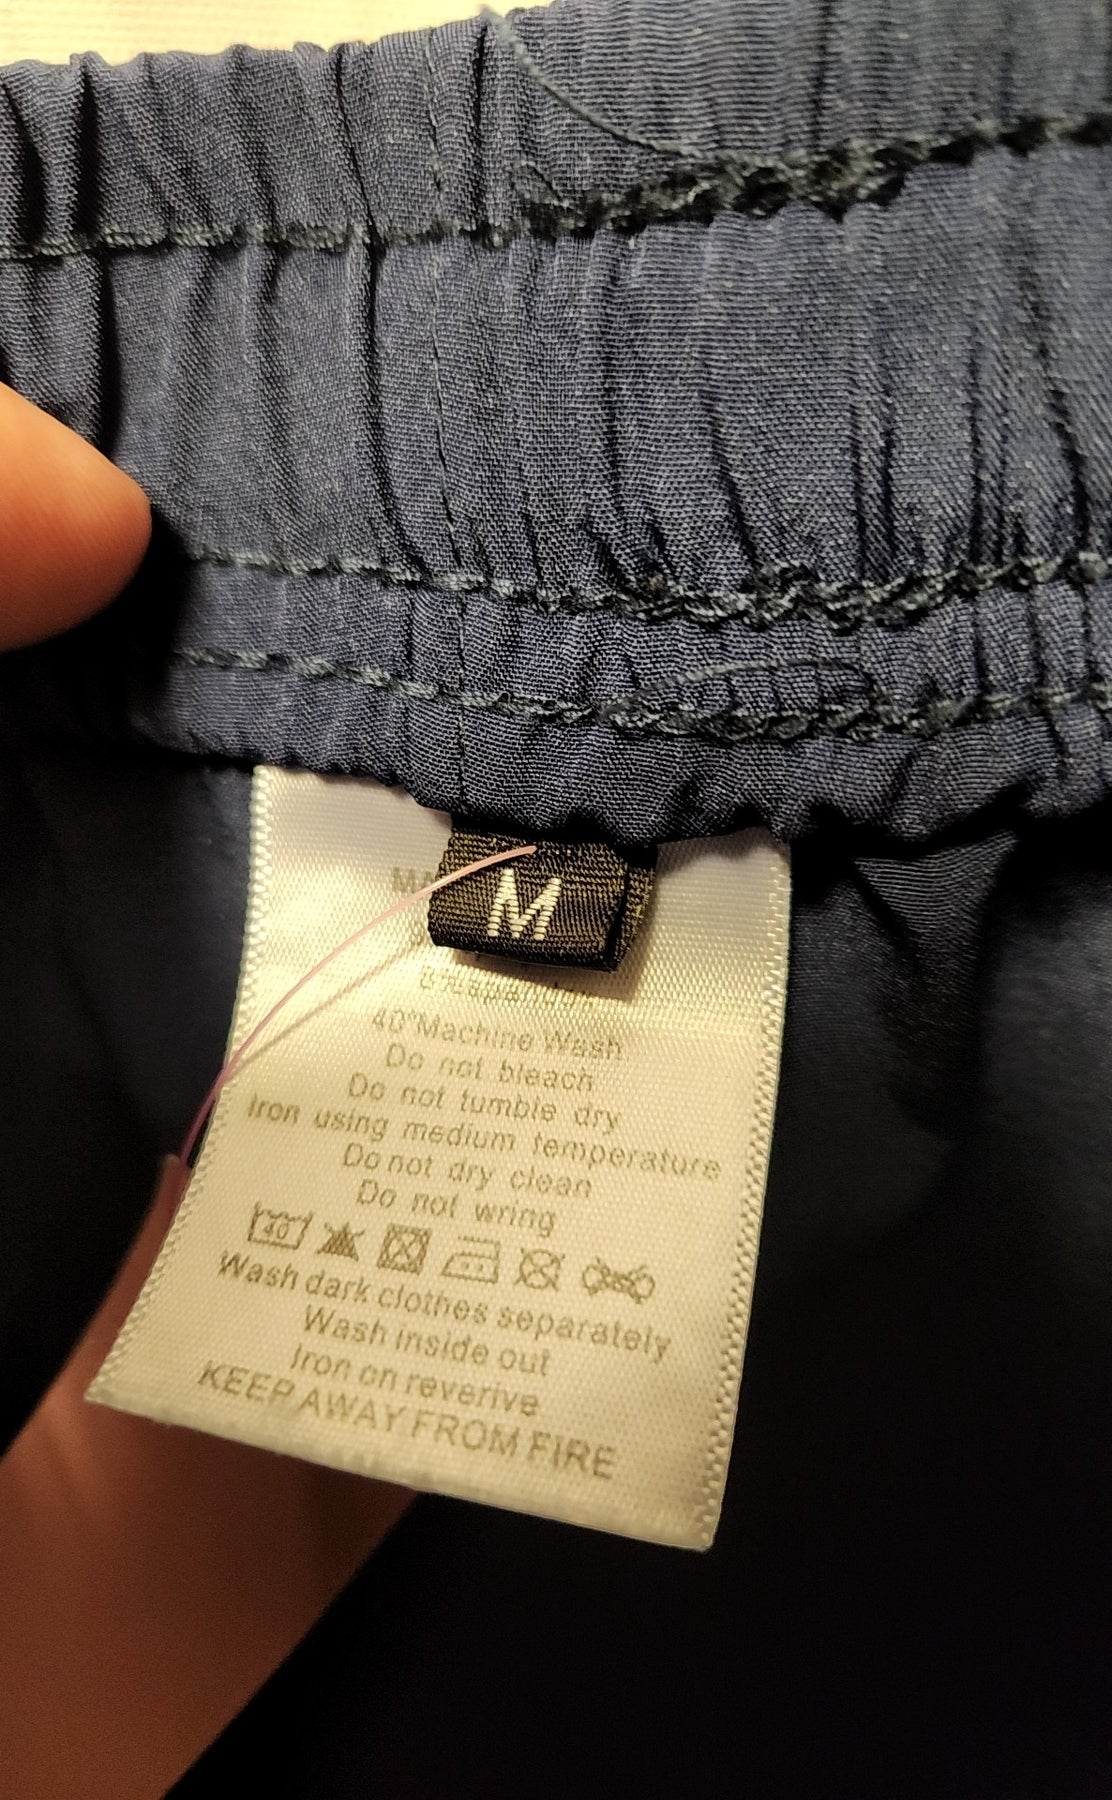 M
40°Machine Wash
Do not bleach
Do not tumble dry
Iron using medium temperature
Do not dry clean
Do not wring
40
Wash dark clothes separately
Wash inside out
Iron on reverive
KEEP AWAY FROM FIRE